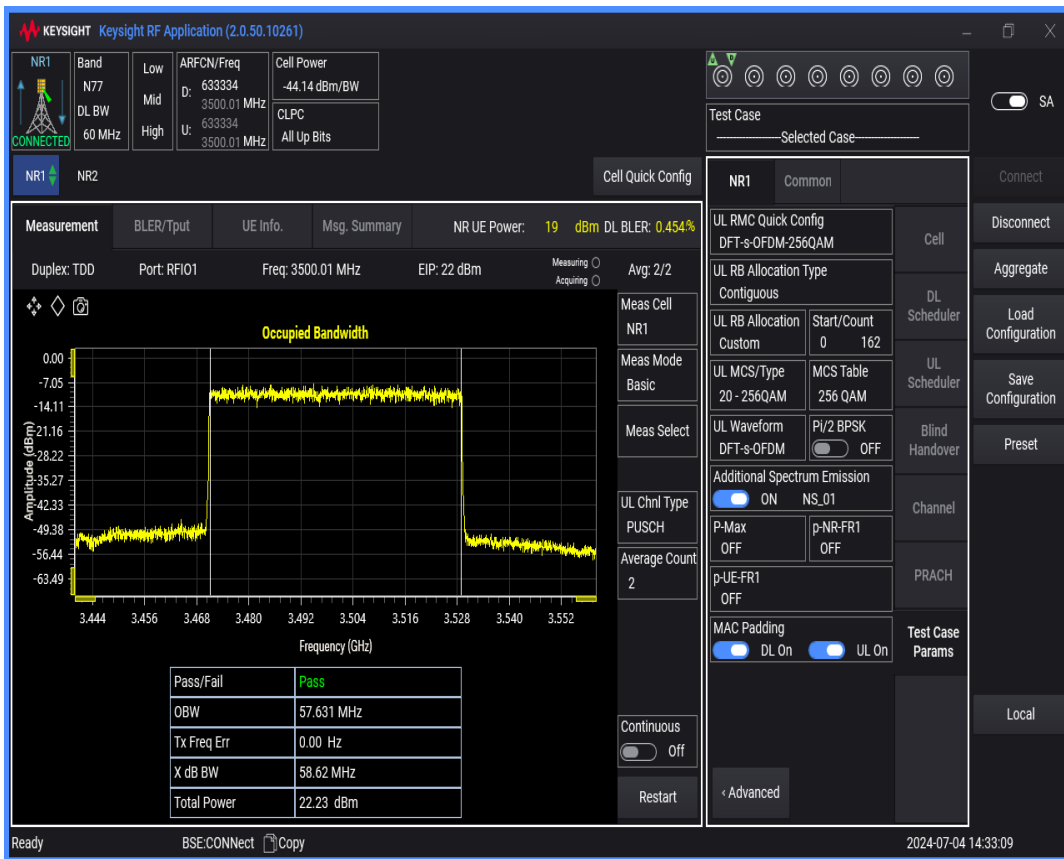 KEYSIGHT Keysight RF Application (2.0.50.10261)
NR1
CONNECTED
Band
N77
DL BW
60 MHz
Low
Mid
High
ARFCN/Freq
D: 633334
3500.01 MHz
U: 633334
3500.01 MHz
Cell Power
-44.14 dBm/BW
CLPC
All Up Bits
Test Case
----------------------Selected Case----------------------
SA
NR1 NR2 Cell Quick Config
Measurement BLER/Tput UE Info. Msg. Summary NR UE Power: 19 dBm DL BLER: 0.454%
Duplex: TDD Port: RFIO1 Freq: 3500.01 MHz EIP: 22 dBm Measuring Acquiring Avg: 2/2
Occupied Bandwidth
Amplitude (dBm)
0.00
-7.05
-14.11
-21.16
-28.22
-35.27
-42.33
-49.38
-56.44
-63.49
3.444 3.456 3.468 3.480 3.492 3.504 3.516 3.528 3.540 3.552
Frequency (GHz)
Pass/Fail Pass
OBW 57.631 MHz
Tx Freq Err 0.00 Hz
X dB BW 58.62 MHz
Total Power 22.23 dBm
Meas Cell
NR1
Meas Mode
Basic
Meas Select
UL Chnl Type
PUSCH
Average Count
2
Continuous
Off
Restart
NR1 Common
UL RMC Quick Config
DFT-s-OFDM-256QAM
UL RB Allocation Type
Contiguous
UL RB Allocation Start/Count
Custom 0 162
UL MCS/Type MCS Table
20 - 256QAM 256 QAM
UL Waveform Pi/2 BPSK
DFT-s-OFDM OFF
Additional Spectrum Emission
ON NS_01
P-Max p-NR-FR1
OFF OFF
p-UE-FR1
OFF
MAC Padding
DL On UL On
‹ Advanced
Cell
DL
Scheduler
UL
Scheduler
Blind
Handover
Channel
PRACH
Test Case
Params
Connect
Disconnect
Aggregate
Load
Configuration
Save
Configuration
Preset
Local
Ready BSE:CONNect Copy 2024-07-04 14:33:09